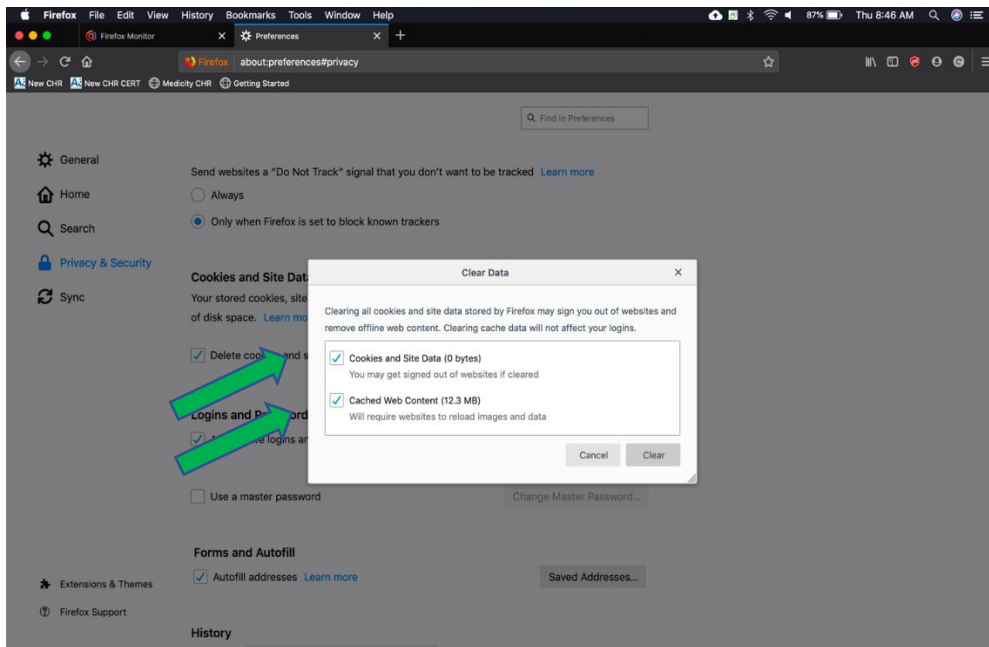 Firefox File Edit View History Bookmarks Tools Window Help 87% Thu 8:46 AM
Firefox Monitor Preferences
Firefox about:preferences#privacy
New CHR New CHR CERT Medicity CHR Getting Started
Find in Preferences
General
Home
Search
Privacy & Security
Sync
Extensions & Themes
Firefox Support
Send websites a “Do Not Track” signal that you don’t want to be tracked Learn more
Always
Only when Firefox is set to block known trackers
Cookies and Site Dat
Your stored cookies, site
of disk space. Learn mo
Delete and s
Logins and
logins ar
Use a master password Change Master Password...
Forms and Autofill
Autofill addresses Learn more Saved Addresses...
History
Clear Data
Clearing all cookies and site data stored by Firefox may sign you out of websites and
remove offline web content. Clearing cache data will not affect your logins.
Cookies and Site Data (0 bytes)
You may get signed out of websites if cleared
Cached Web Content (12.3 MB)
Will require websites to reload images and data
Cancel Clear